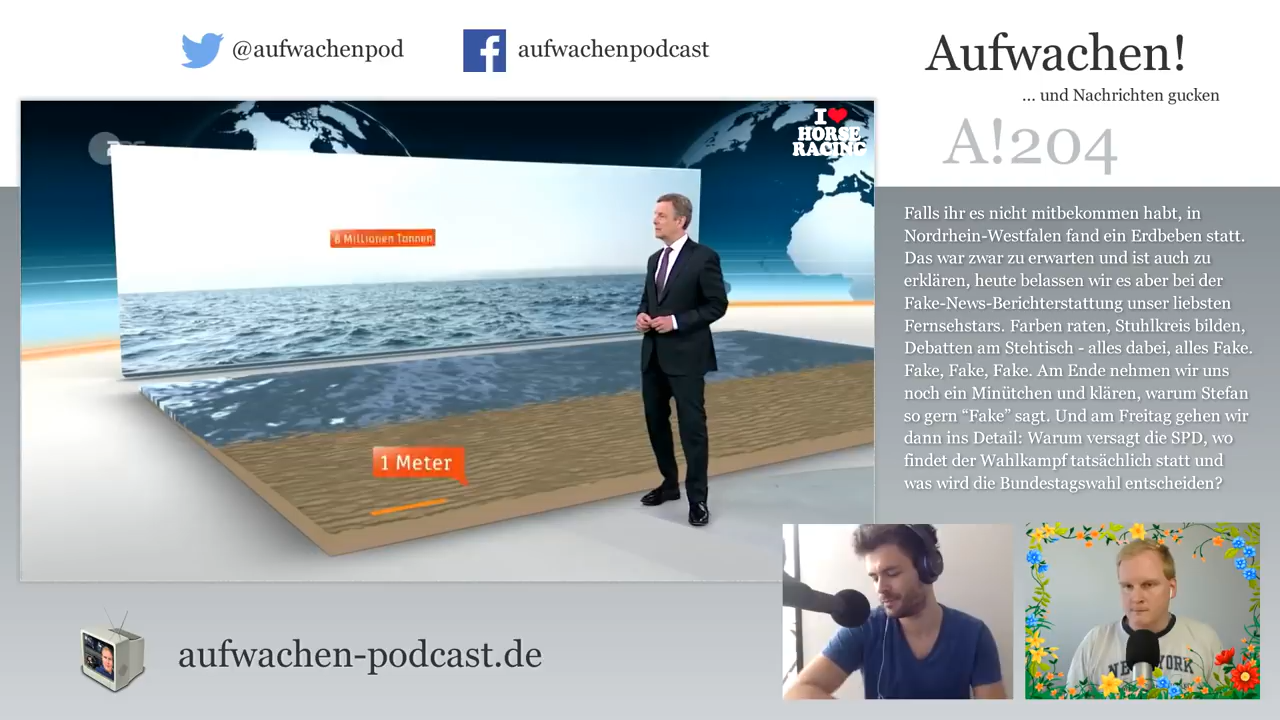 @aufwachenpod
aufwachenpodcast
Aufwachen!
... und Nachrichten gucken
A!204
I
HORSE
RACING
8 Millionen Tonnen
1 Meter
Falls ihr es nicht mitbekommen habt, in
Nordrhein-Westfalen fand ein Erdbeben statt.
Das war zwar zu erwarten und ist auch zu
erklären, heute belassen wir es aber bei der
Fake-News-Berichterstattung unser liebsten
Fernsehstars. Farben raten, Stuhlkreis bilden,
Debatten am Stehtisch - alles dabei, alles Fake.
Fake, Fake, Fake. Am Ende nehmen wir uns
noch ein Minütchen und klären, warum Stefan
so gern “Fake” sagt. Und am Freitag gehen wir
dann ins Detail: Warum versagt die SPD, wo
findet der Wahlkampf tatsächlich statt und
was wird die Bundestagswahl entscheiden?
NEW YORK
aufwachen-podcast.de